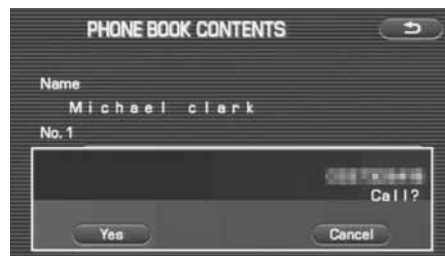 PHONE BOOK CONTENTS
Name
Michael clark
No. 1
Call?
Yes
Cancel